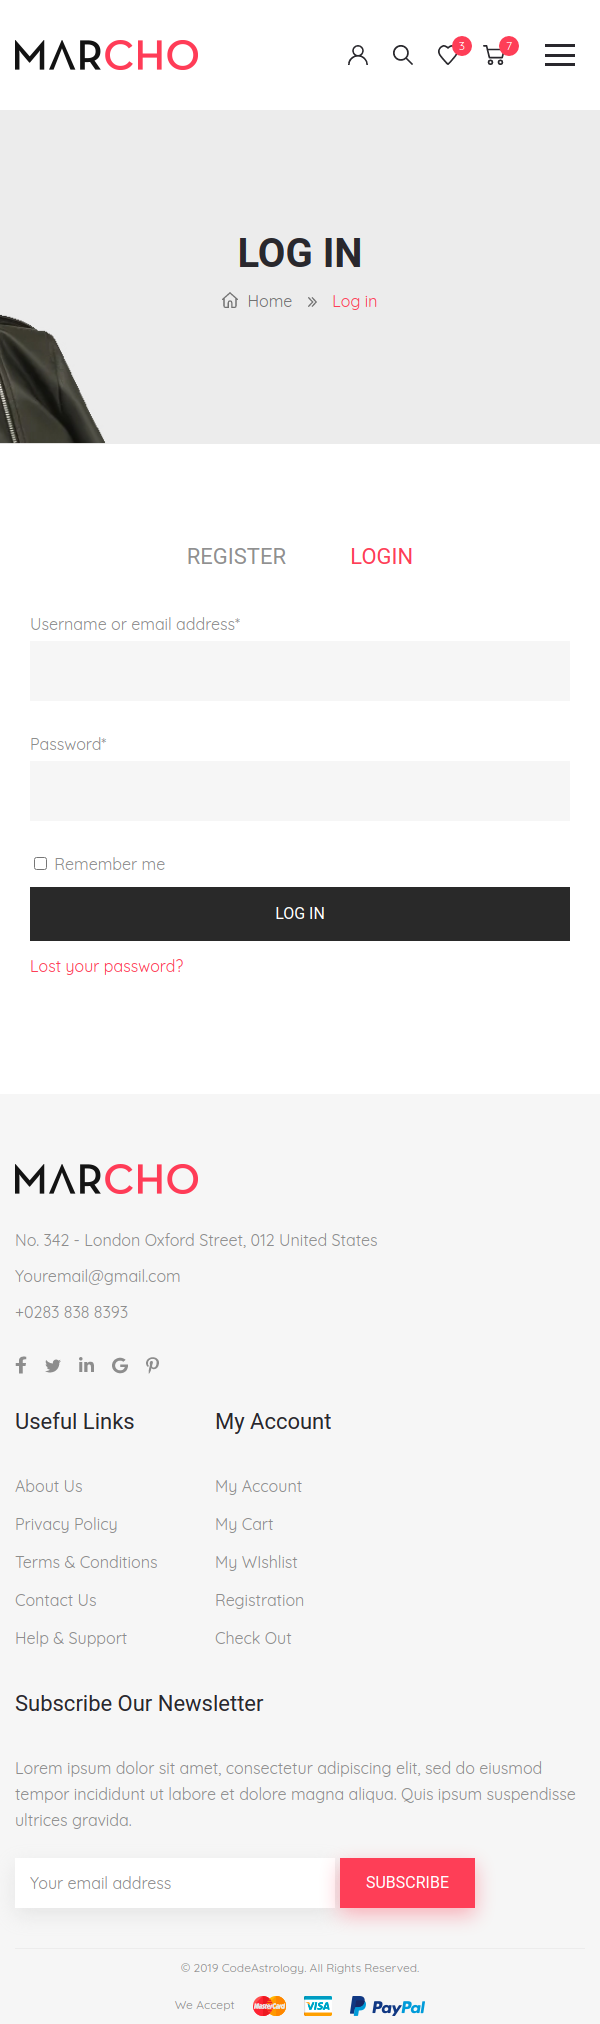 MARCHO
3
7
LOG IN
Home » Log in
REGISTER LOGIN
Username or email address*
Password*
Remember me
LOG IN
Lost your password?
MARCHO
No. 342 - London Oxford Street, 012 United States
Youremail@gmail.com
+0283 838 8393
Useful Links
About Us
Privacy Policy
Terms & Conditions
Contact Us
Help & Support
My Account
My Account
My Cart
My WIshlist
Registration
Check Out
Subscribe Our Newsletter
Lorem ipsum dolor sit amet, consectetur adipiscing elit, sed do eiusmod
tempor incididunt ut labore et dolore magna aliqua. Quis ipsum suspendisse
ultrices gravida.
Your email address SUBSCRIBE
© 2019 CodeAstrology. All Rights Reserved.
We Accept MasterCard VISA PayPal